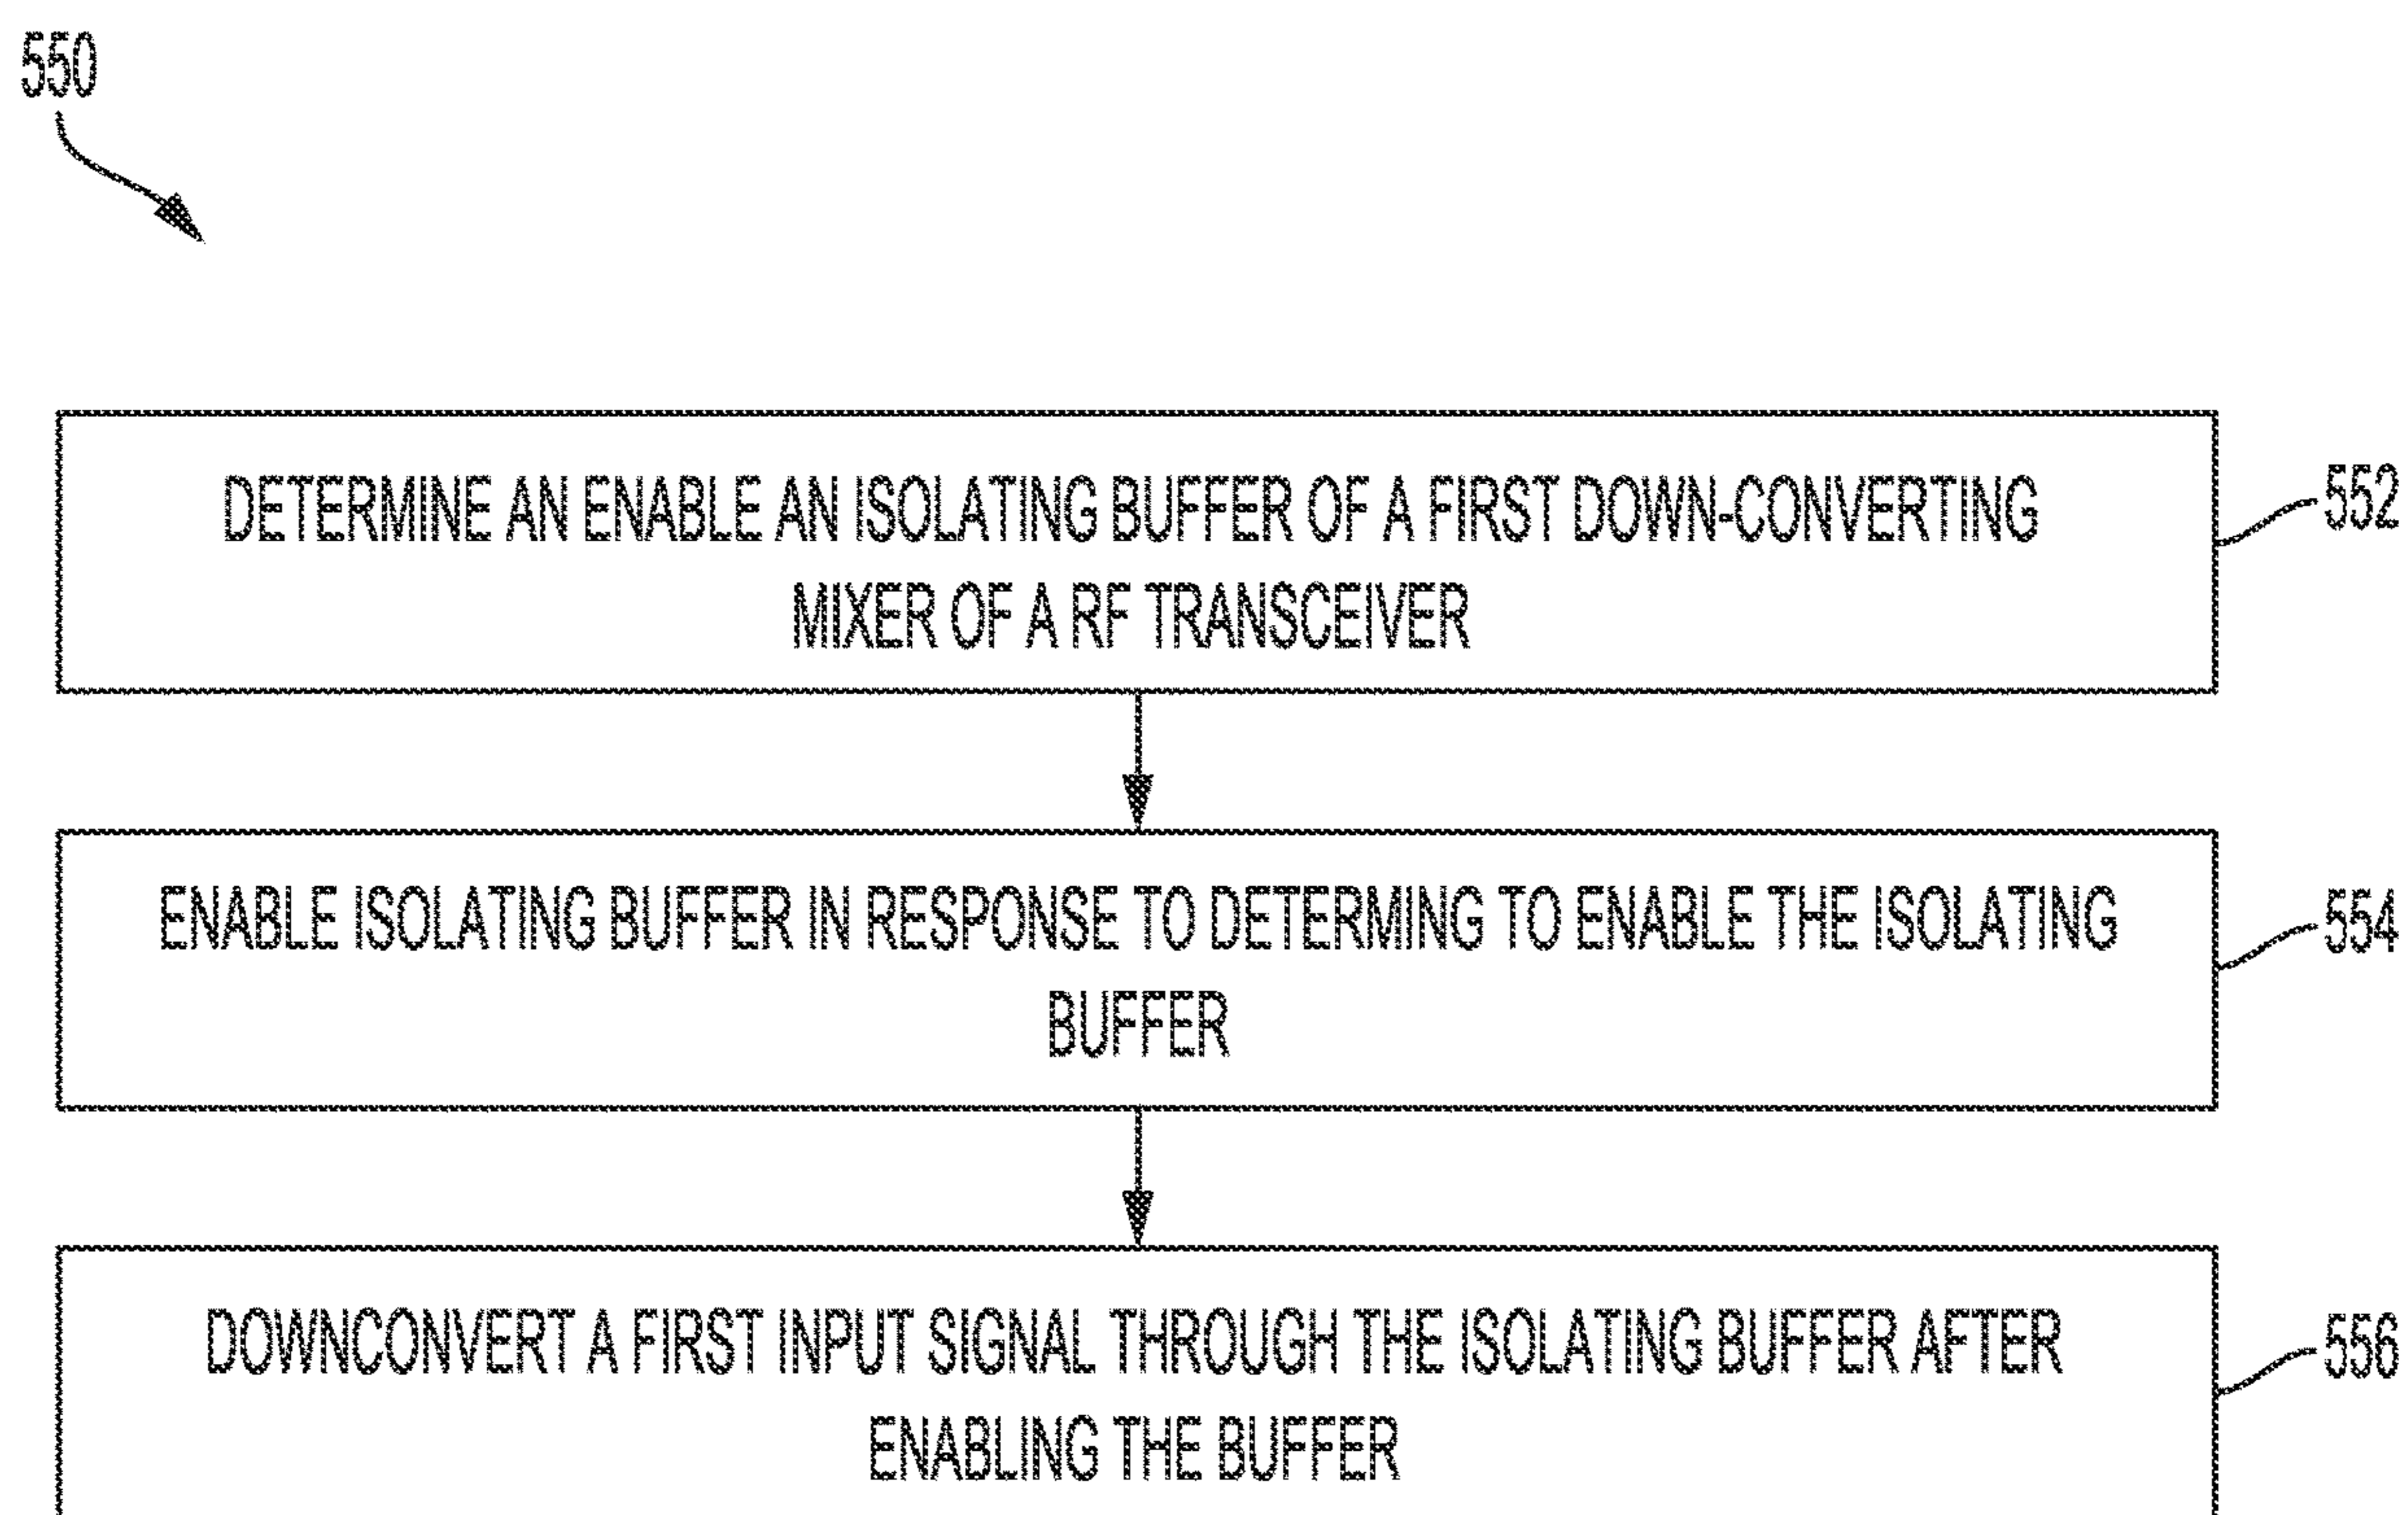 550
DETERMINE AN ENABLE AN ISOLATING BUFFER OF A FIRST DOWN-CONVERTING
MIXER OF A RF TRANSCEIVER
552
ENABLE ISOLATING BUFFER IN RESPONSE TO DETERMING TO ENABLE THE ISOLATING
BUFFER
554
DOWNCONVERT A FIRST INPUT SIGNAL THROUGH THE ISOLATING BUFFER AFTER
ENABLING THE BUFFER
556